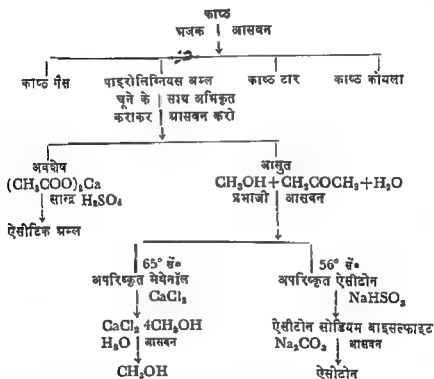 काष्ठ
भंजक आसवन
काष्ठ गैस पाइरोलिग्नियस अम्ल काष्ठ टार काष्ठ कोयला
चूने के साथ अभिकृत
कराकर आसवन करो
अवशेष आसुत
(CH₃COO)₂Ca CH₃OH+CH₃COCH₃+H₂O
सान्द्र H₂SO₄ प्रभाजी आसवन
ऐसीटिक अम्ल
65° सें० 56° सें०
अपरिष्कृत मेथेनॉल अपरिष्कृत ऐसीटोन
CaCl₂ NaHSO₃
CaCl₂ 4CH₃OH ऐसीटोन सोडियम बाइसल्फाइट
H₂O आसवन Na₂CO₃ आसवन
CH₃OH ऐसीटोन